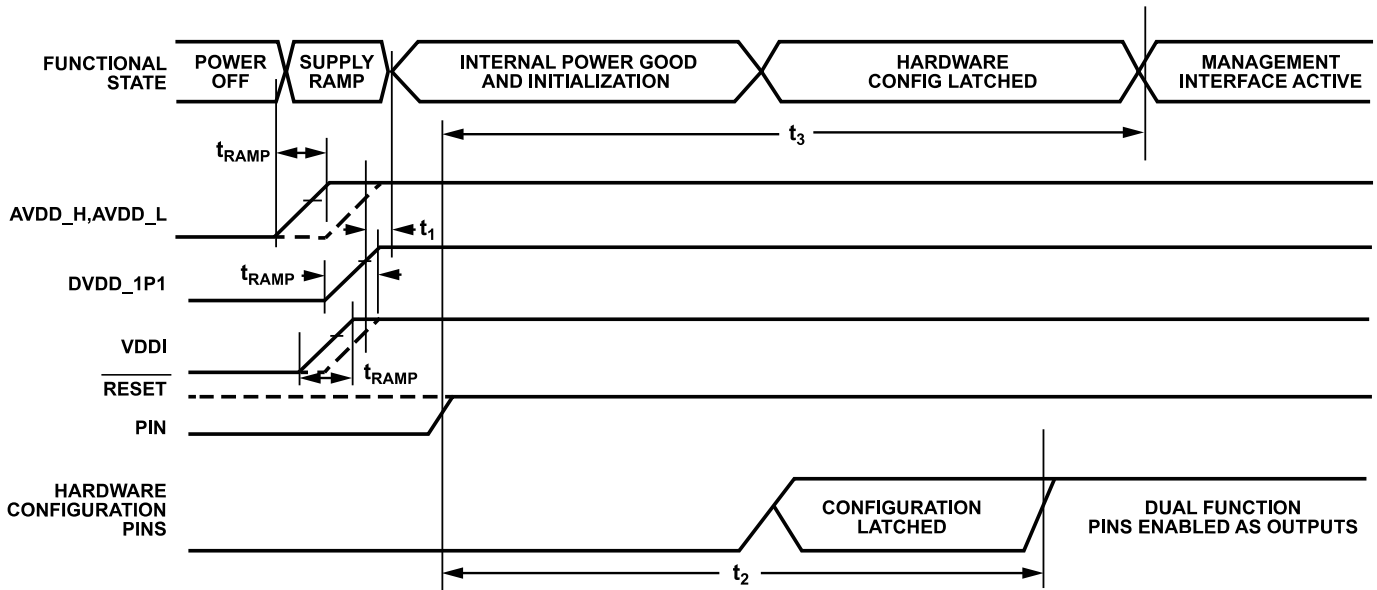 FUNCTIONAL
STATE
POWER
OFF
SUPPLY
RAMP
INTERNAL POWER GOOD
AND INITIALIZATION
HARDWARE
CONFIG LATCHED
MANAGEMENT
INTERFACE ACTIVE
t3
tRAMP
AVDD_H,AVDD_L
t1
tRAMP
DVDD_1P1
VDDI
tRAMP
RESET
PIN
HARDWARE
CONFIGURATION
PINS
CONFIGURATION
LATCHED
DUAL FUNCTION
PINS ENABLED AS OUTPUTS
t2